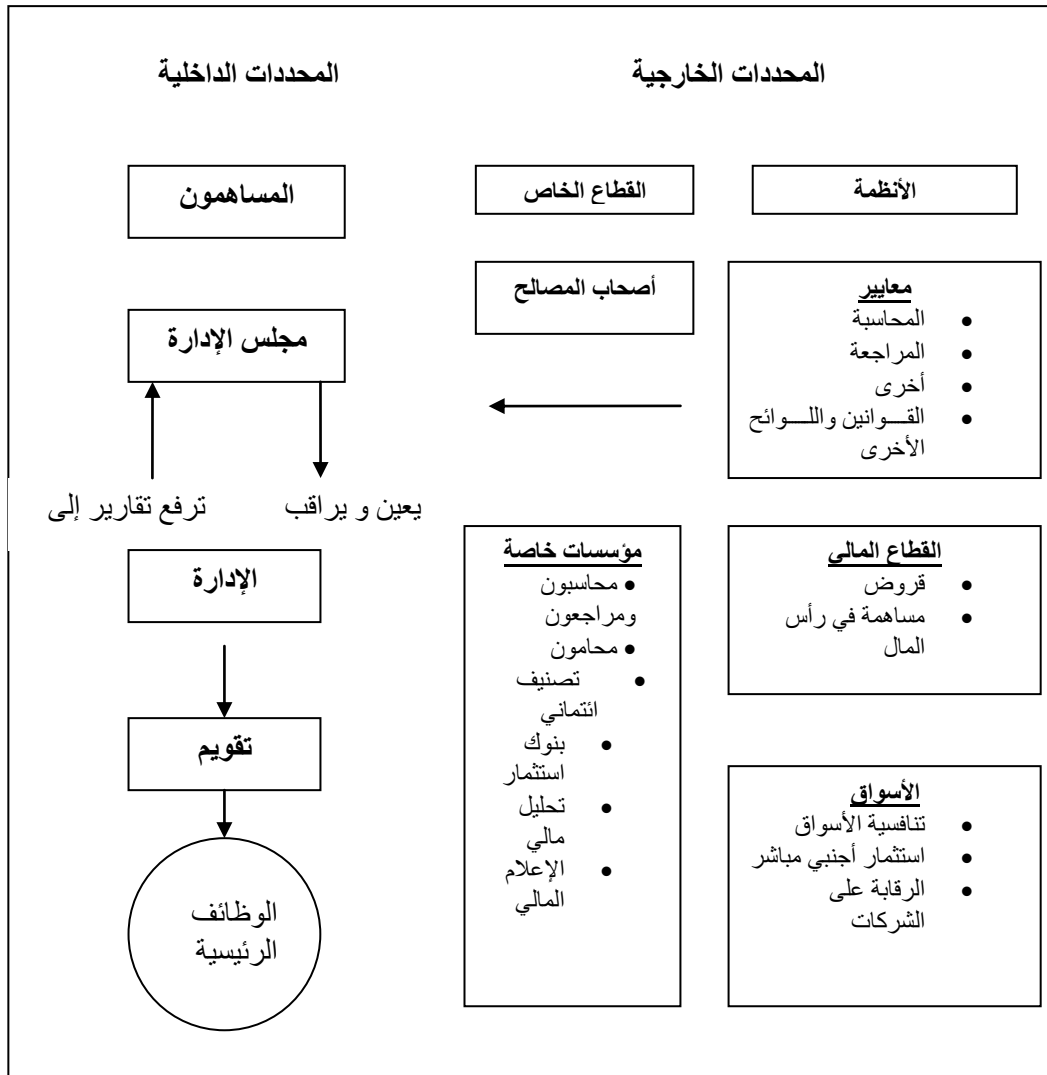 المحددات الخارجية
المحددات الداخلية
الأنظمة
القطاع الخاص
المساهمون
معايير
• المحاسبة
• المراجعة
• أخرى
• القـــوانين واللـــوائح
الأخرى
أصحاب المصالح
مجلس الإدارة
يعين و يراقب
ترفع تقارير إلى
القطاع المالي
• قروض
• مساهمة في رأس
المال
مؤسسات خاصة
• محاسبون
ومراجعون
• محامون
• تصنيف
ائتماني
• بنوك
استثمار
• تحليل
مالي
• الإعلام
المالي
الإدارة
تقويم
الأسواق
• تنافسية الأسواق
• استثمار أجنبي مباشر
• الرقابة على
الشركات
الوظائف
الرئيسية